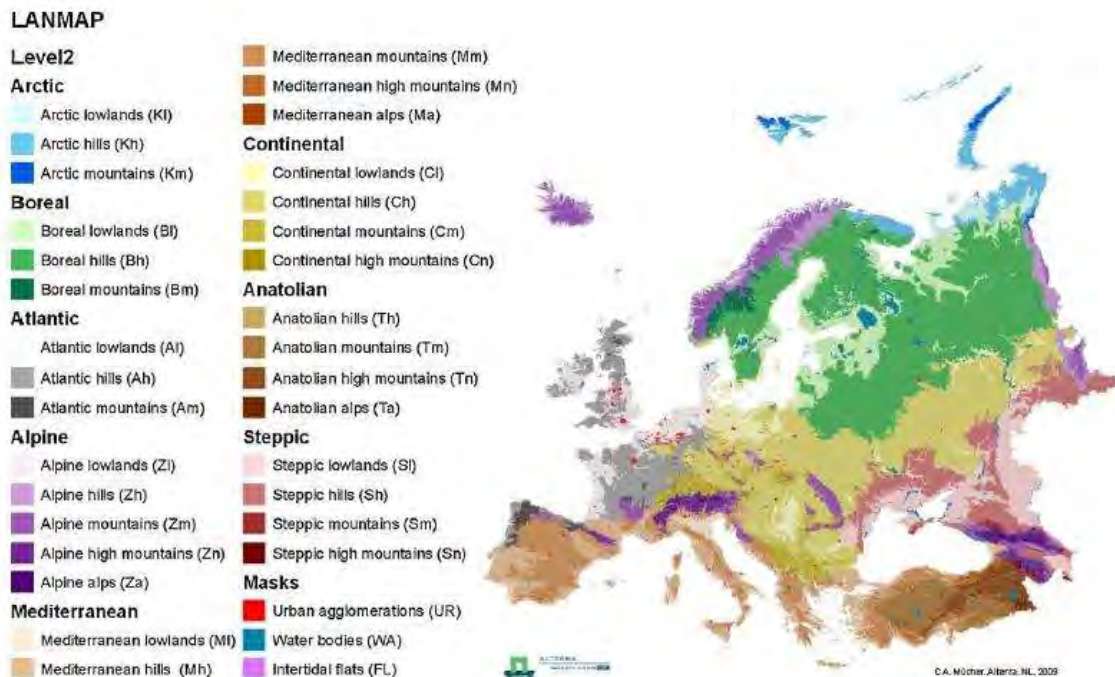 LANMAP
Level2
Arctic
Arctic lowlands (Kl)
Arctic hills (Kh)
Arctic mountains (Km)
Boreal
Boreal lowlands (Bl)
Boreal hills (Bh)
Boreal mountains (Bm)
Atlantic
Atlantic lowlands (Al)
Atlantic hills (Ah)
Atlantic mountains (Am)
Alpine
Alpine lowlands (Zl)
Alpine hills (Zh)
Alpine mountains (Zm)
Alpine high mountains (Zn)
Alpine alps (Za)
Mediterranean
Mediterranean lowlands (Ml)
Mediterranean hills (Mh)
Mediterranean mountains (Mm)
Mediterranean high mountains (Mn)
Mediterranean alps (Ma)
Continental
Continental lowlands (Cl)
Continental hills (Ch)
Continental mountains (Cm)
Continental high mountains (Cn)
Anatolian
Anatolian hills (Th)
Anatolian mountains (Tm)
Anatolian high mountains (Tn)
Anatolian alps (Ta)
Steppic
Steppic lowlands (Sl)
Steppic hills (Sh)
Steppic mountains (Sm)
Steppic high mountains (Sn)
Masks
Urban agglomerations (UR)
Water bodies (WA)
Intertidal flats (FL)
ALTERRA
C.A. Mücher, Alterra, NL, 2009